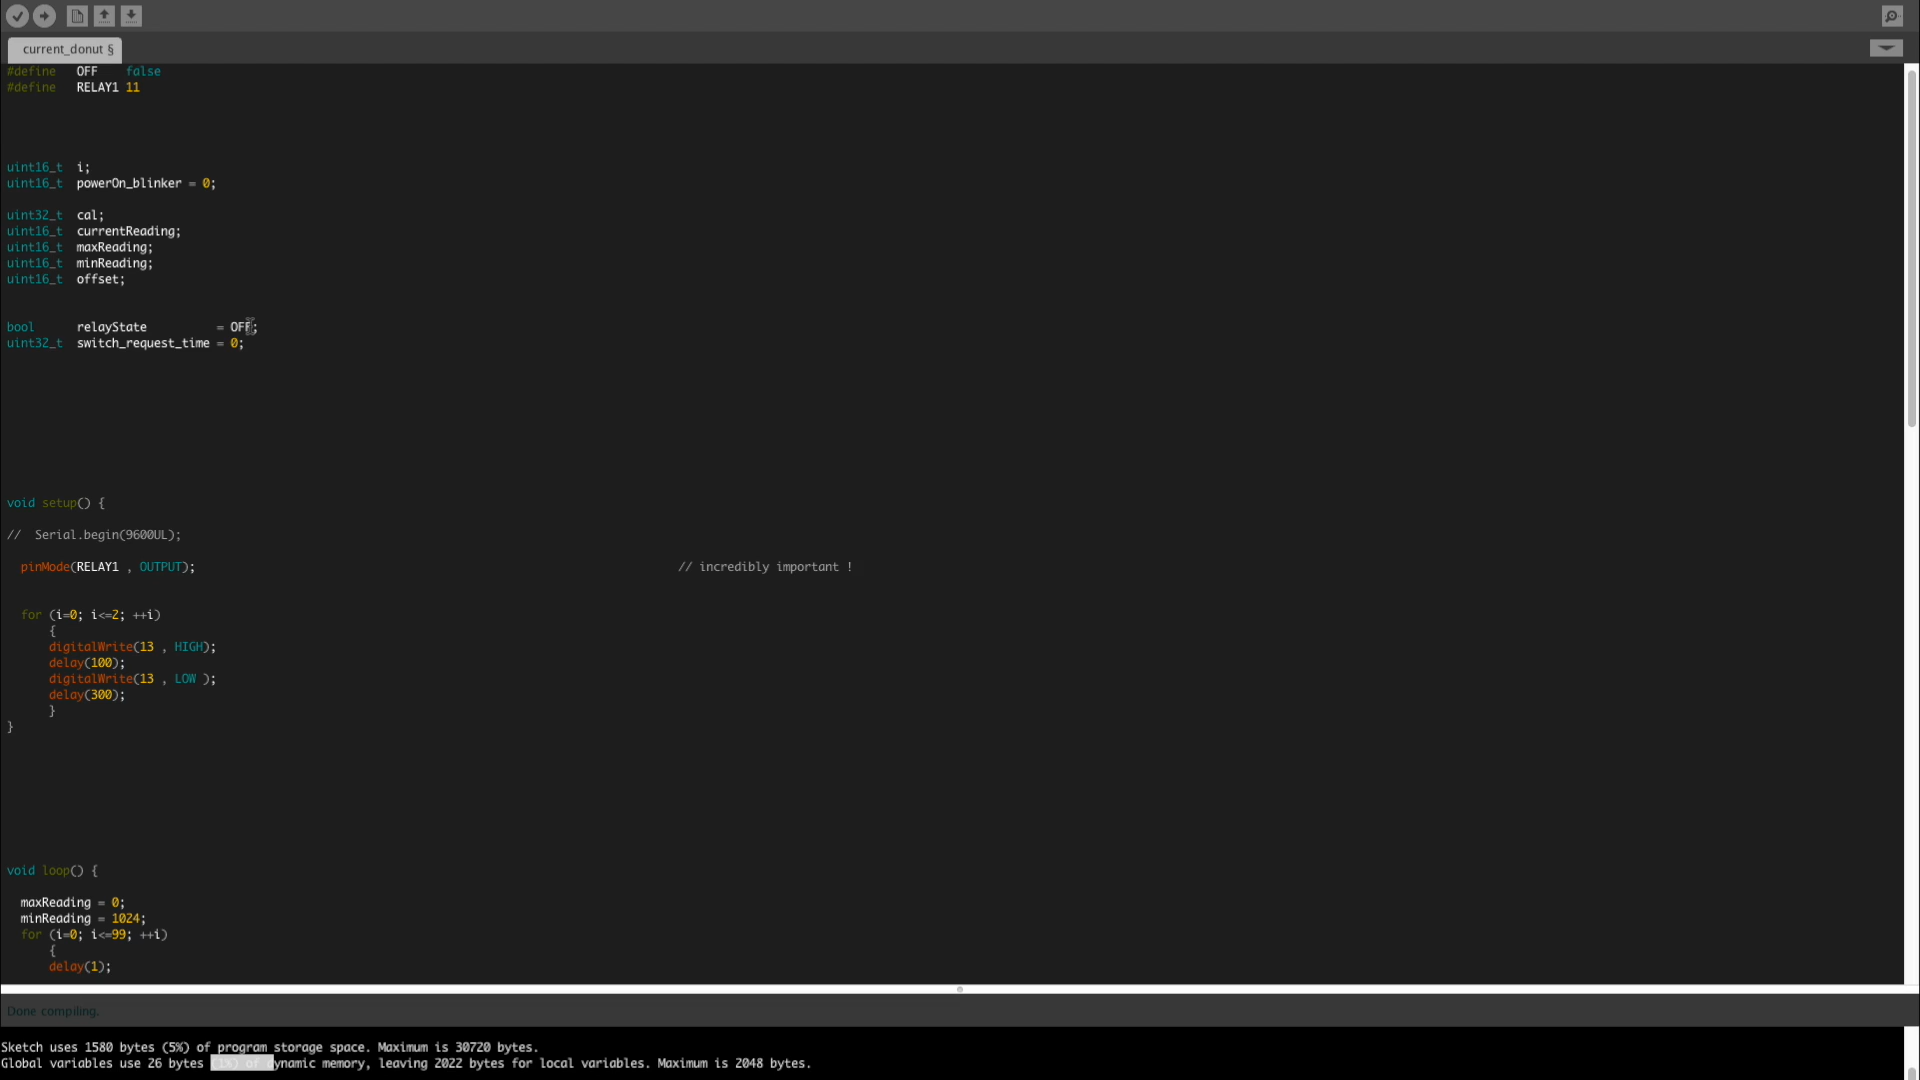 current_donut §
#define   OFF    false
#define   RELAY1 11
uint16_t  i;
uint16_t  powerOn_blinker = 0;
uint32_t  cal;
uint16_t  currentReading;
uint16_t  maxReading;
uint16_t  minReading;
uint16_t  offset;
bool      relayState          = OFF;
uint32_t  switch_request_time = 0;
void setup() {
//  Serial.begin(9600UL);
pinMode(RELAY1 , OUTPUT); // incredibly important !
for (i=0; i<=2; ++i)
{
digitalWrite(13 , HIGH);
delay(100);
digitalWrite(13 , LOW );
delay(300);
}
}
void loop() {
maxReading = 0;
minReading = 1024;
for (i=0; i<=99; ++i)
{
delay(1);
Done compiling.
Sketch uses 1580 bytes (5%) of program storage space. Maximum is 30720 bytes.
Global variables use 26 bytes (1%) of dynamic memory, leaving 2022 bytes for local variables. Maximum is 2048 bytes.